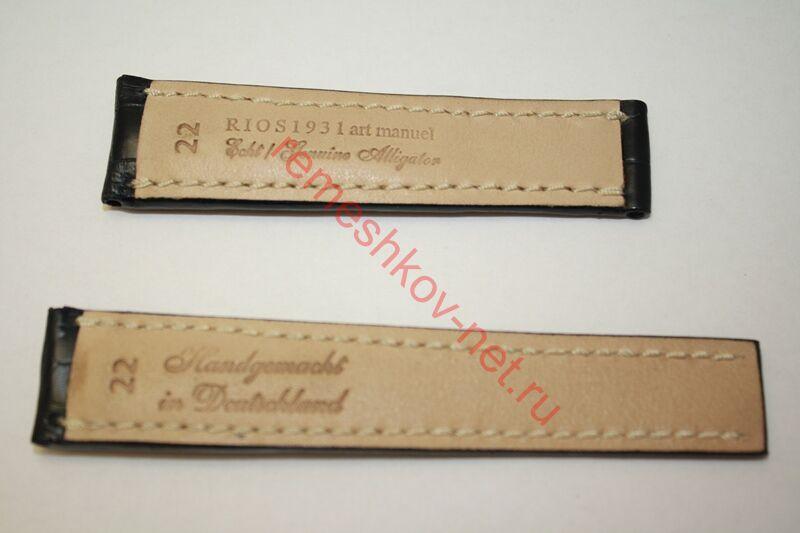 22
RIOS1931 art manuel
Echt / Genuine Alligator
22
Handgemacht
in Deutschland
remeshkov-net.ru